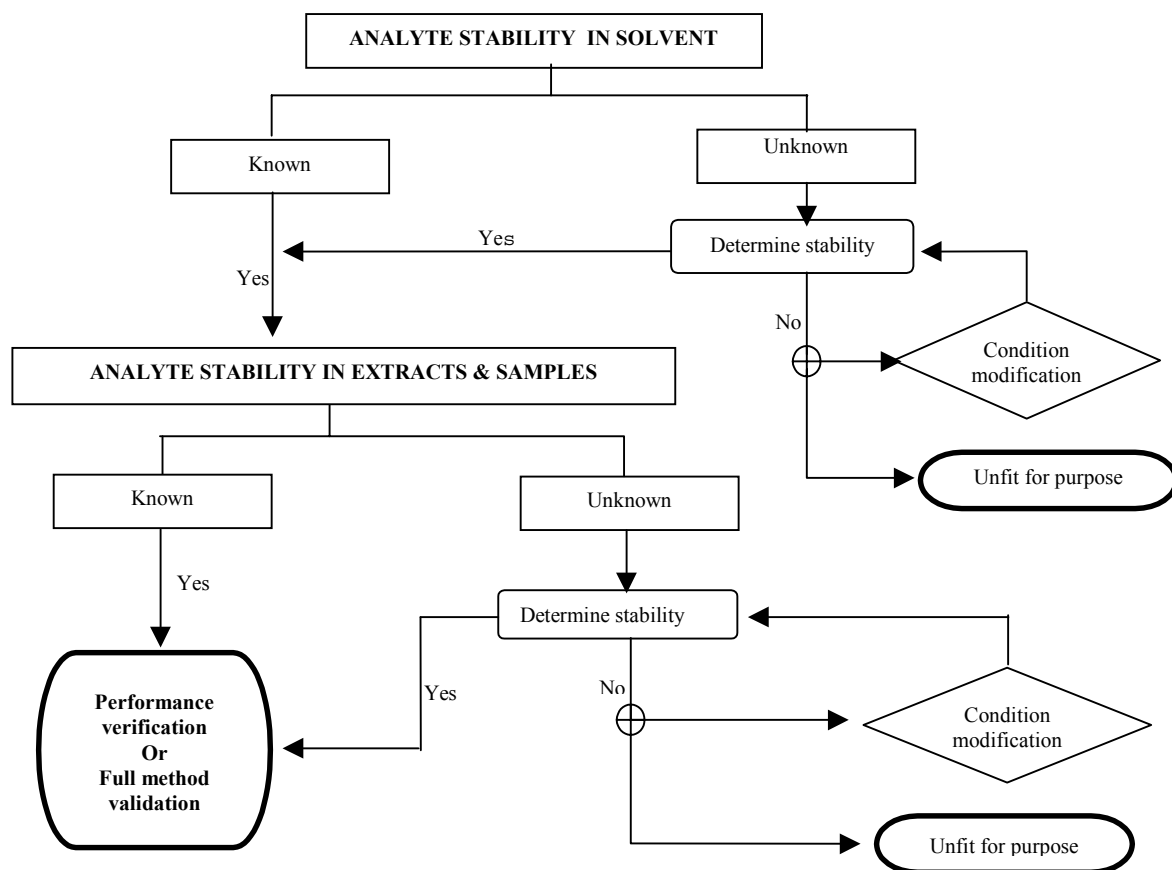 ANALYTE STABILITY IN SOLVENT
Known
Unknown
Yes
Determine stability
Yes
No
Condition
modification
ANALYTE STABILITY IN EXTRACTS & SAMPLES
Unfit for purpose
Known
Unknown
Yes
Determine stability
Yes
No
Performance
verification
Or
Full method
validation
Condition
modification
Unfit for purpose